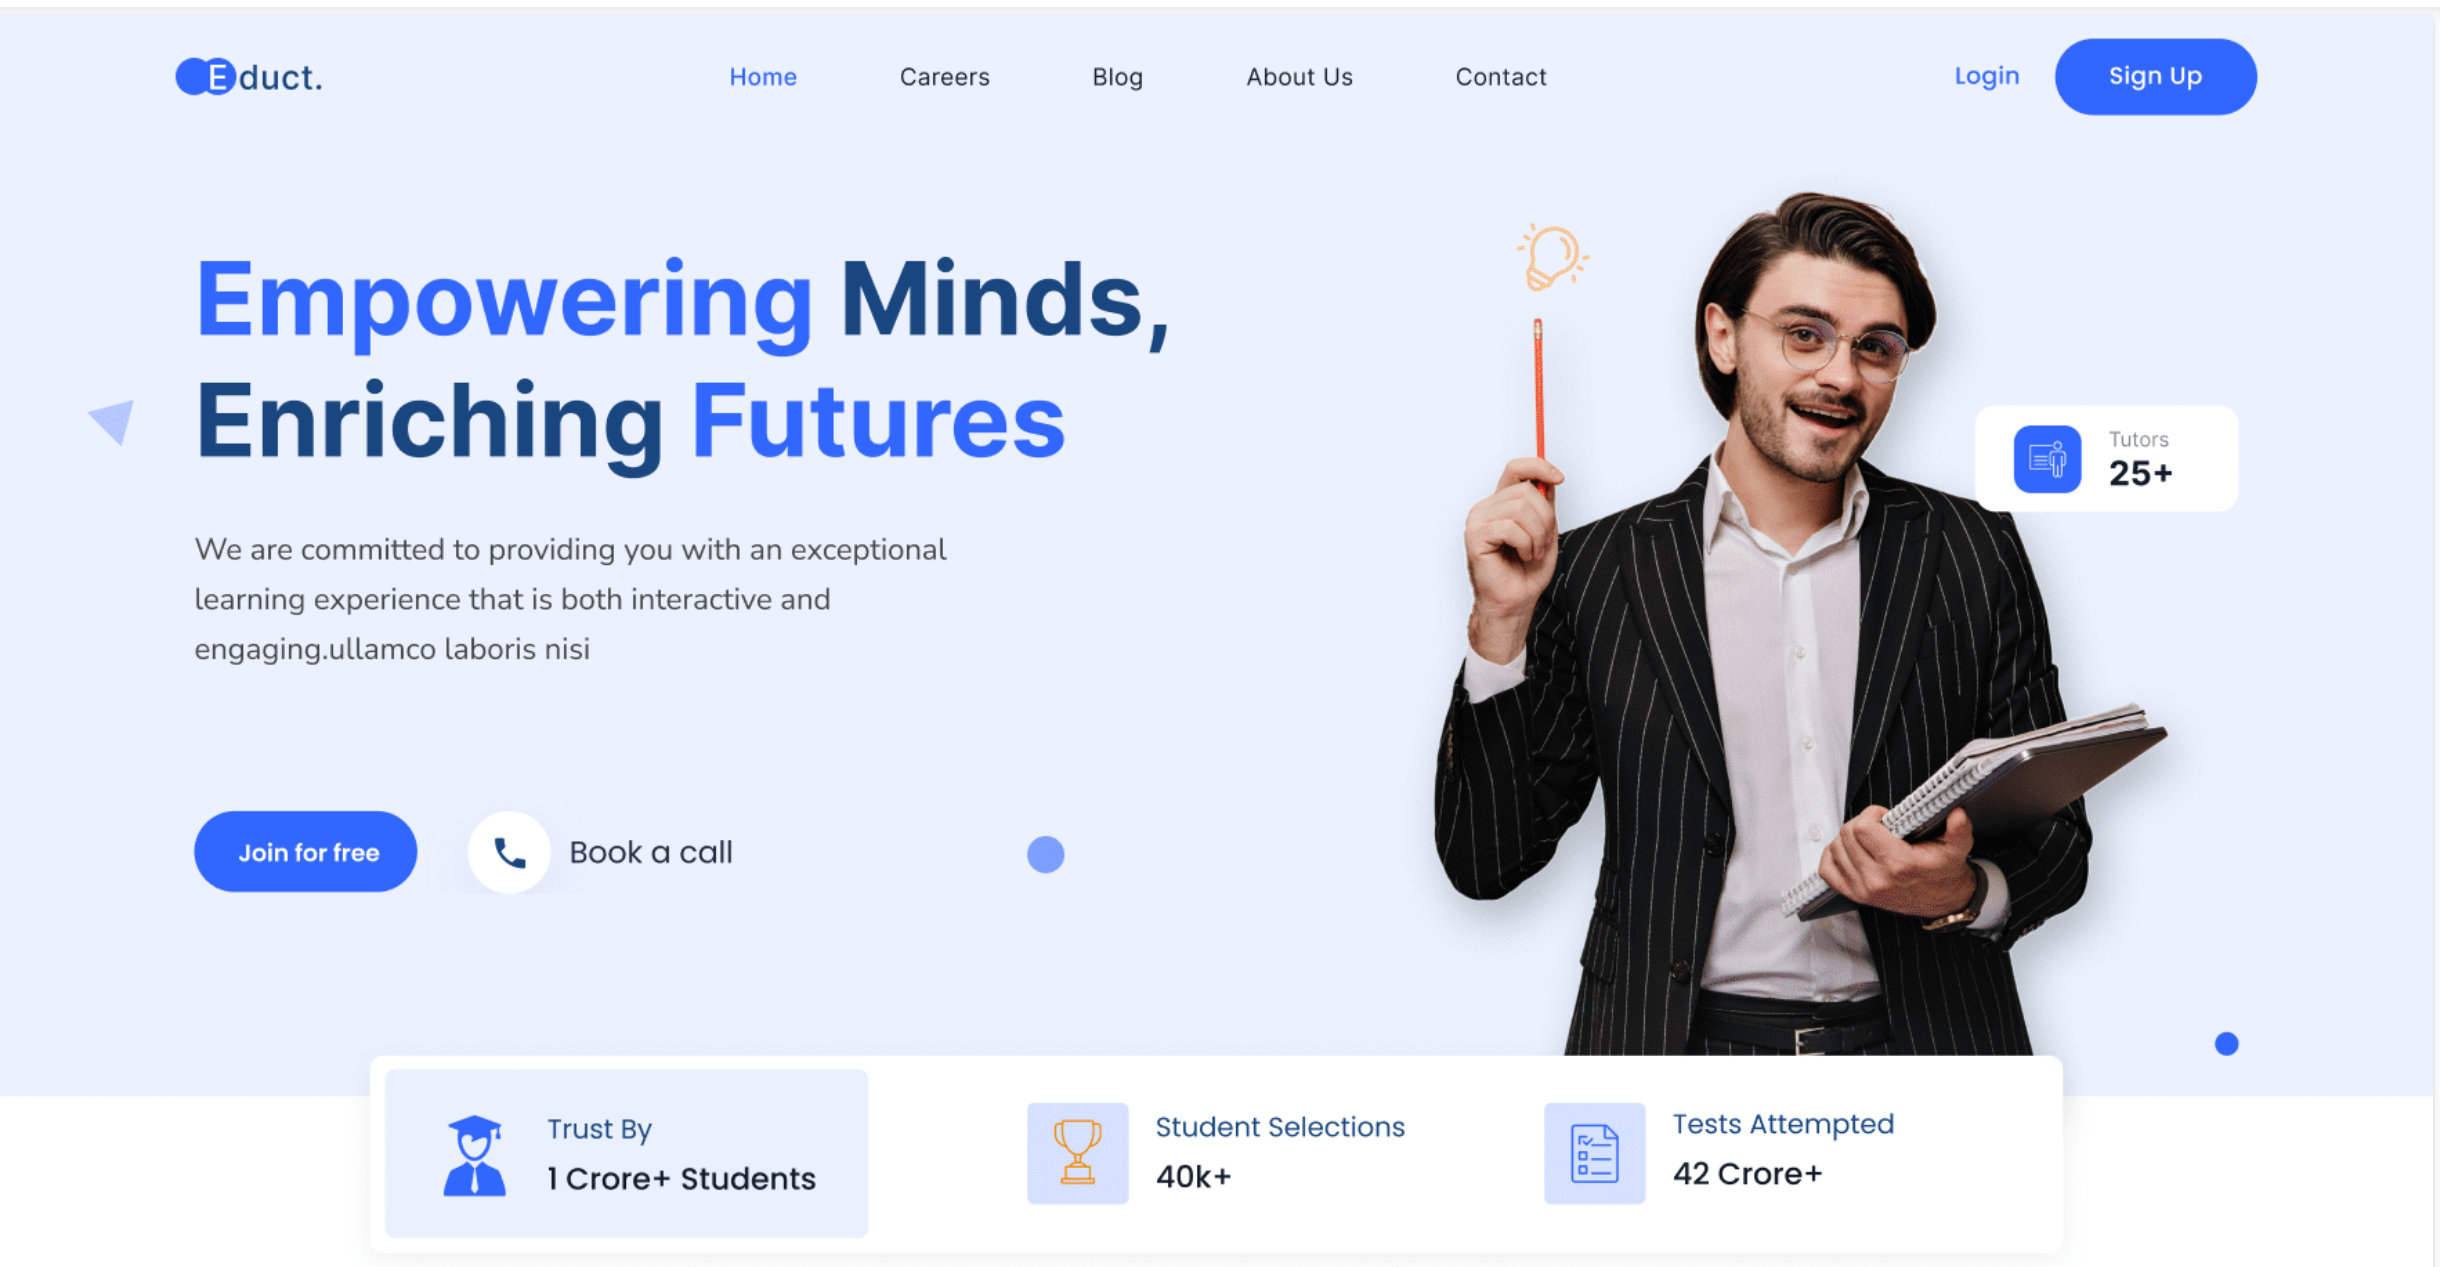 Educt.
Home Careers Blog About Us Contact
Login Sign Up
Empowering Minds,
Enriching Futures
We are committed to providing you with an exceptional
learning experience that is both interactive and
engaging.ullamco laboris nisi
Tutors
25+
Join for free
Book a call
Trust By
1 Crore+ Students
Student Selections
40k+
Tests Attempted
42 Crore+